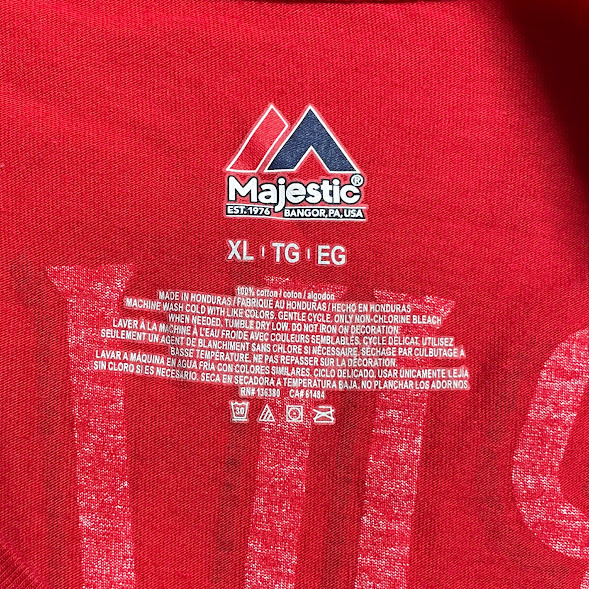 Majestic®
EST. 1976 BANGOR, PA, USA
XL | TG | EG
100% cotton / coton / algodón
MADE IN HONDURAS / FABRIQUÉ AU HONDURAS / HECHO EN HONDURAS
MACHINE WASH COLD WITH LIKE COLORS. GENTLE CYCLE. ONLY NON-CHLORINE BLEACH
WHEN NEEDED. TUMBLE DRY LOW. DO NOT IRON ON DECORATION.
LAVER À LA MACHINE À L'EAU FROIDE AVEC COULEURS SEMBLABLES. CYCLE DÉLICAT. UTILISEZ
SEULEMENT UN AGENT DE BLANCHIMENT SANS CHLORE SI NÉCESSAIRE. SÉCHAGE PAR CULBUTAGE À
BASSE TEMPÉRATURE. NE PAS REPASSER SUR LA DÉCORATION.
LAVAR A MÁQUINA EN AGUA FRÍA CON COLORES SIMILARES. CICLO DELICADO. USAR ÚNICAMENTE LEJÍA
SIN CLORO SI ES NECESARIO. SECA EN SECADORA A TEMPERATURA BAJA. NO PLANCHAR LOS ADORNOS.
RN# 136380 CA# 61484
30